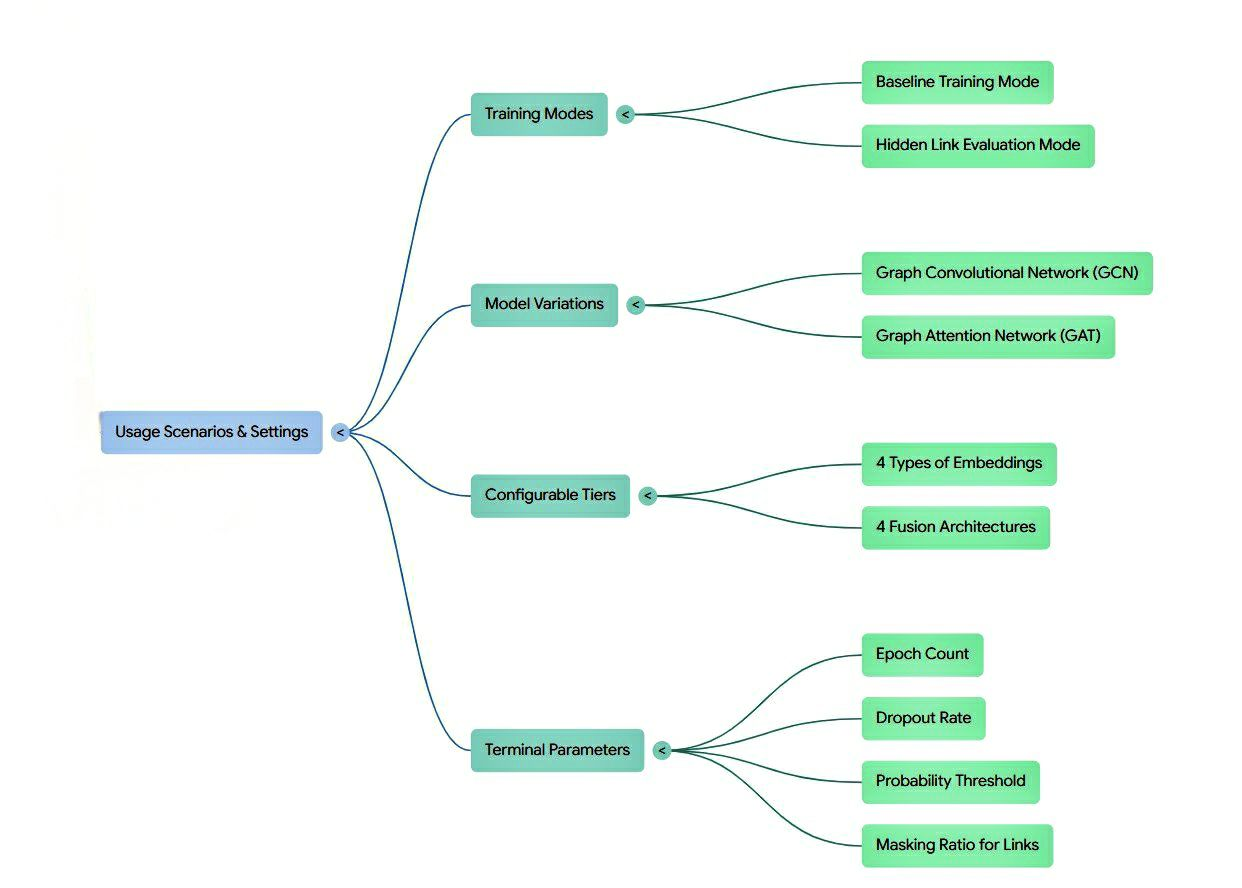 Usage Scenarios & Settings
<
Training Modes
<
Baseline Training Mode
Hidden Link Evaluation Mode
Model Variations
<
Graph Convolutional Network (GCN)
Graph Attention Network (GAT)
Configurable Tiers
<
4 Types of Embeddings
4 Fusion Architectures
Terminal Parameters
<
Epoch Count
Dropout Rate
Probability Threshold
Masking Ratio for Links